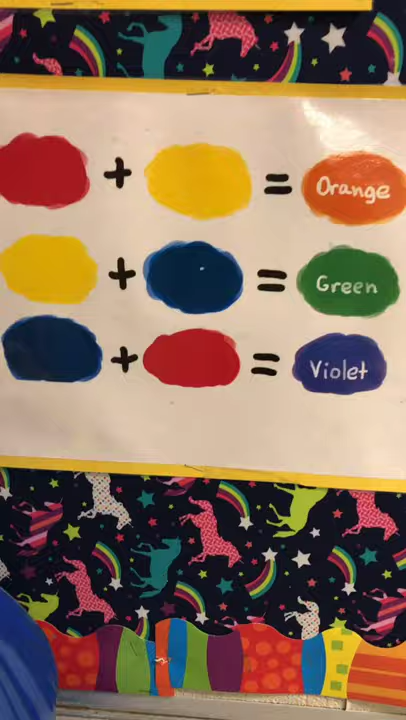 + = Orange
+ = Green
+ = Violet